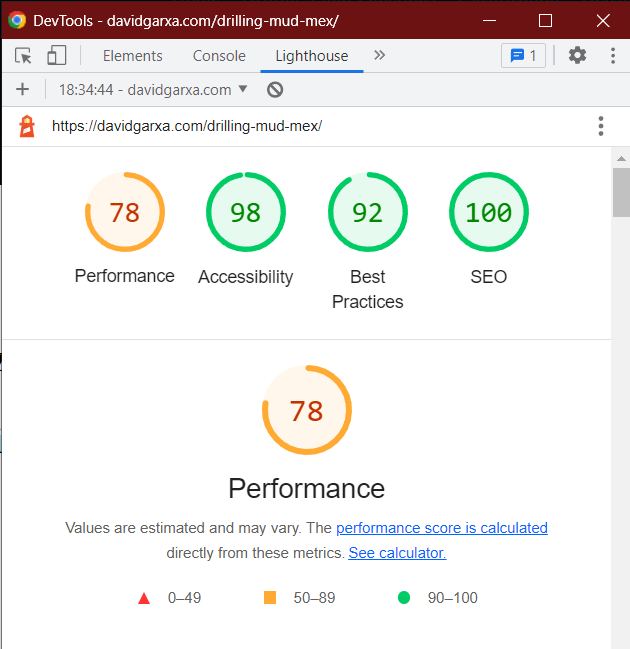 DevTools - davidgarxa.com/drilling-mud-mex/
Elements Console Lighthouse » 1
18:34:44 - davidgarxa.com
https://davidgarxa.com/drilling-mud-mex/
78 98 92 100
Performance Accessibility Best Practices SEO
78
Performance
Values are estimated and may vary. The performance score is calculated
directly from these metrics. See calculator.
0–49 50–89 90–100